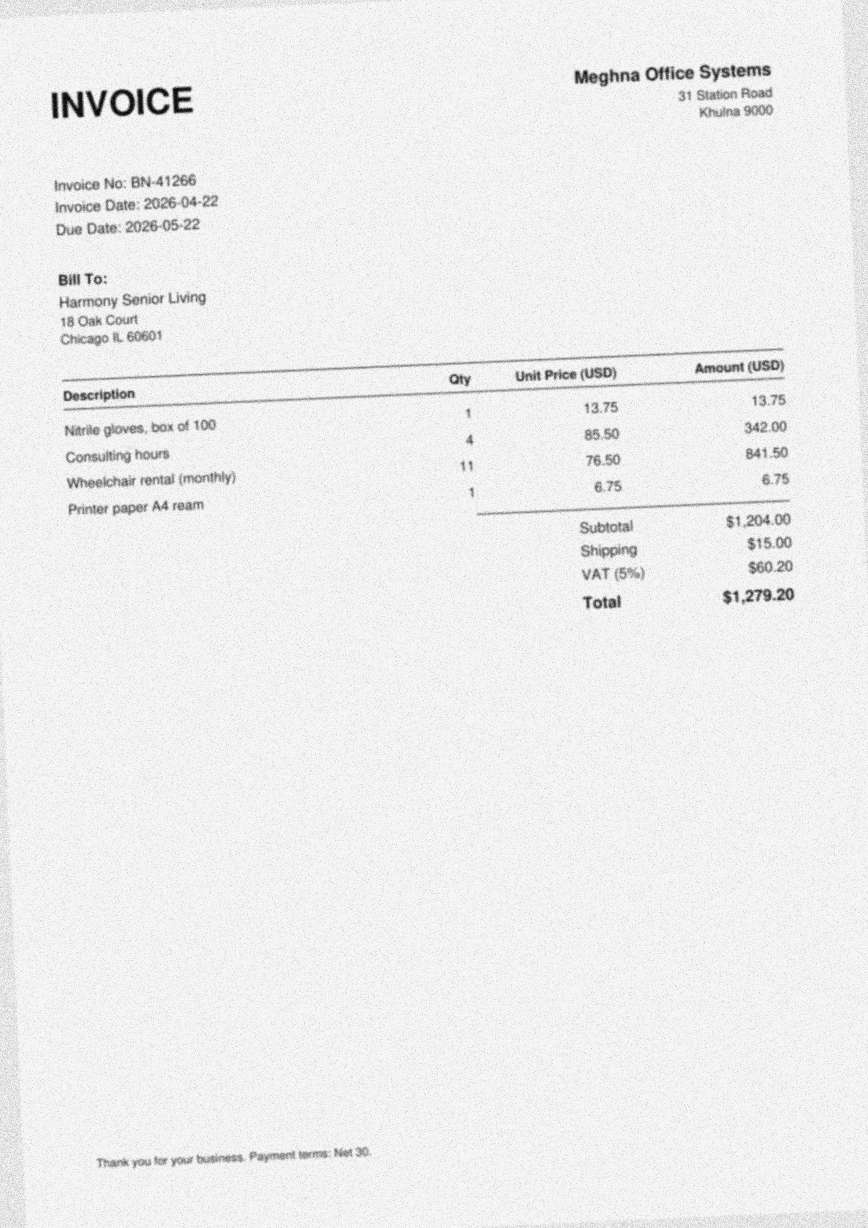 INVOICE
Meghna Office Systems
31 Station Road
Khulna 9000
Invoice No: BN-41266
Invoice Date: 2026-04-22
Due Date: 2026-05-22
Bill To:
Harmony Senior Living
18 Oak Court
Chicago IL 60601
Description Qty Unit Price (USD) Amount (USD)
Nitrile gloves, box of 100 1 13.75 13.75
Consulting hours 4 85.50 342.00
Wheelchair rental (monthly) 11 76.50 841.50
Printer paper A4 ream 1 6.75 6.75
Subtotal $1,204.00
Shipping $15.00
VAT (5%) $60.20
Total $1,279.20
Thank you for your business. Payment terms: Net 30.